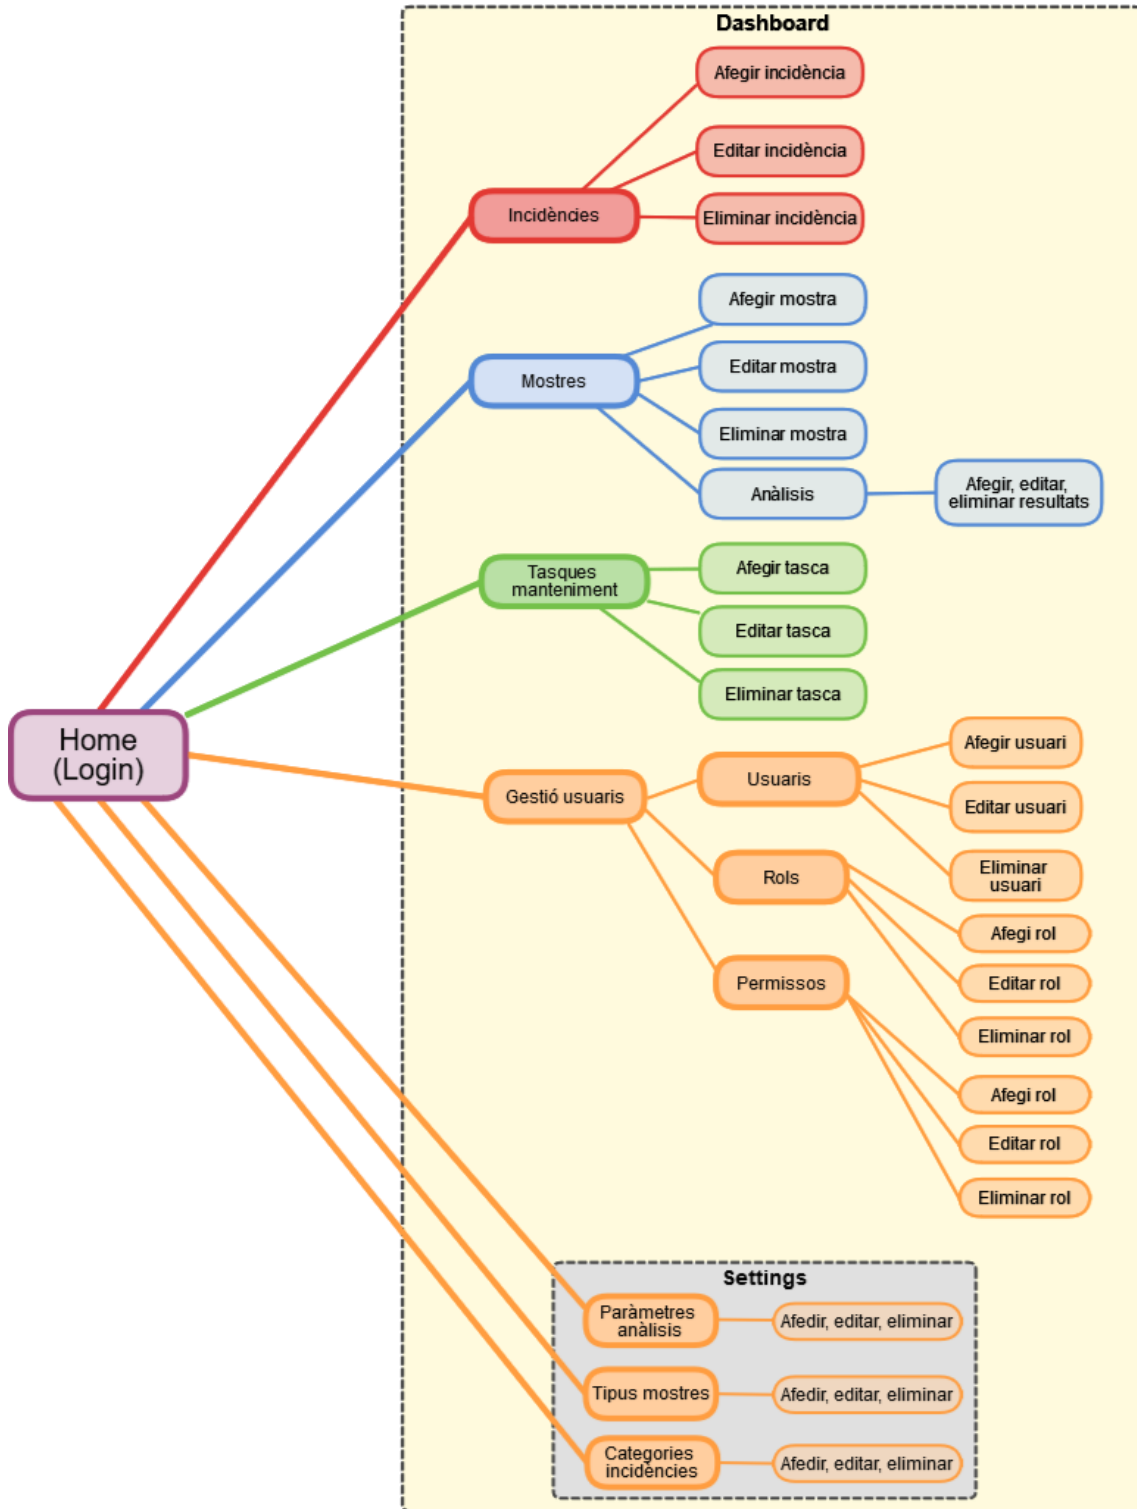 Dashboard
Afegir incidència
Editar incidència
Incidències
Eliminar incidència
Afegir mostra
Editar mostra
Mostres
Eliminar mostra
Anàlisis
Afegir, editar,
eliminar resultats
Tasques
manteniment
Afegir tasca
Editar tasca
Eliminar tasca
Home
(Login)
Gestió usuaris
Usuaris
Afegir usuari
Editar usuari
Eliminar
usuari
Rols
Afegi rol
Editar rol
Eliminar rol
Permissos
Afegi rol
Editar rol
Eliminar rol
Settings
Paràmetres
anàlisis
Afedir, editar, eliminar
Tipus mostres
Afedir, editar, eliminar
Categories
incidències
Afedir, editar, eliminar